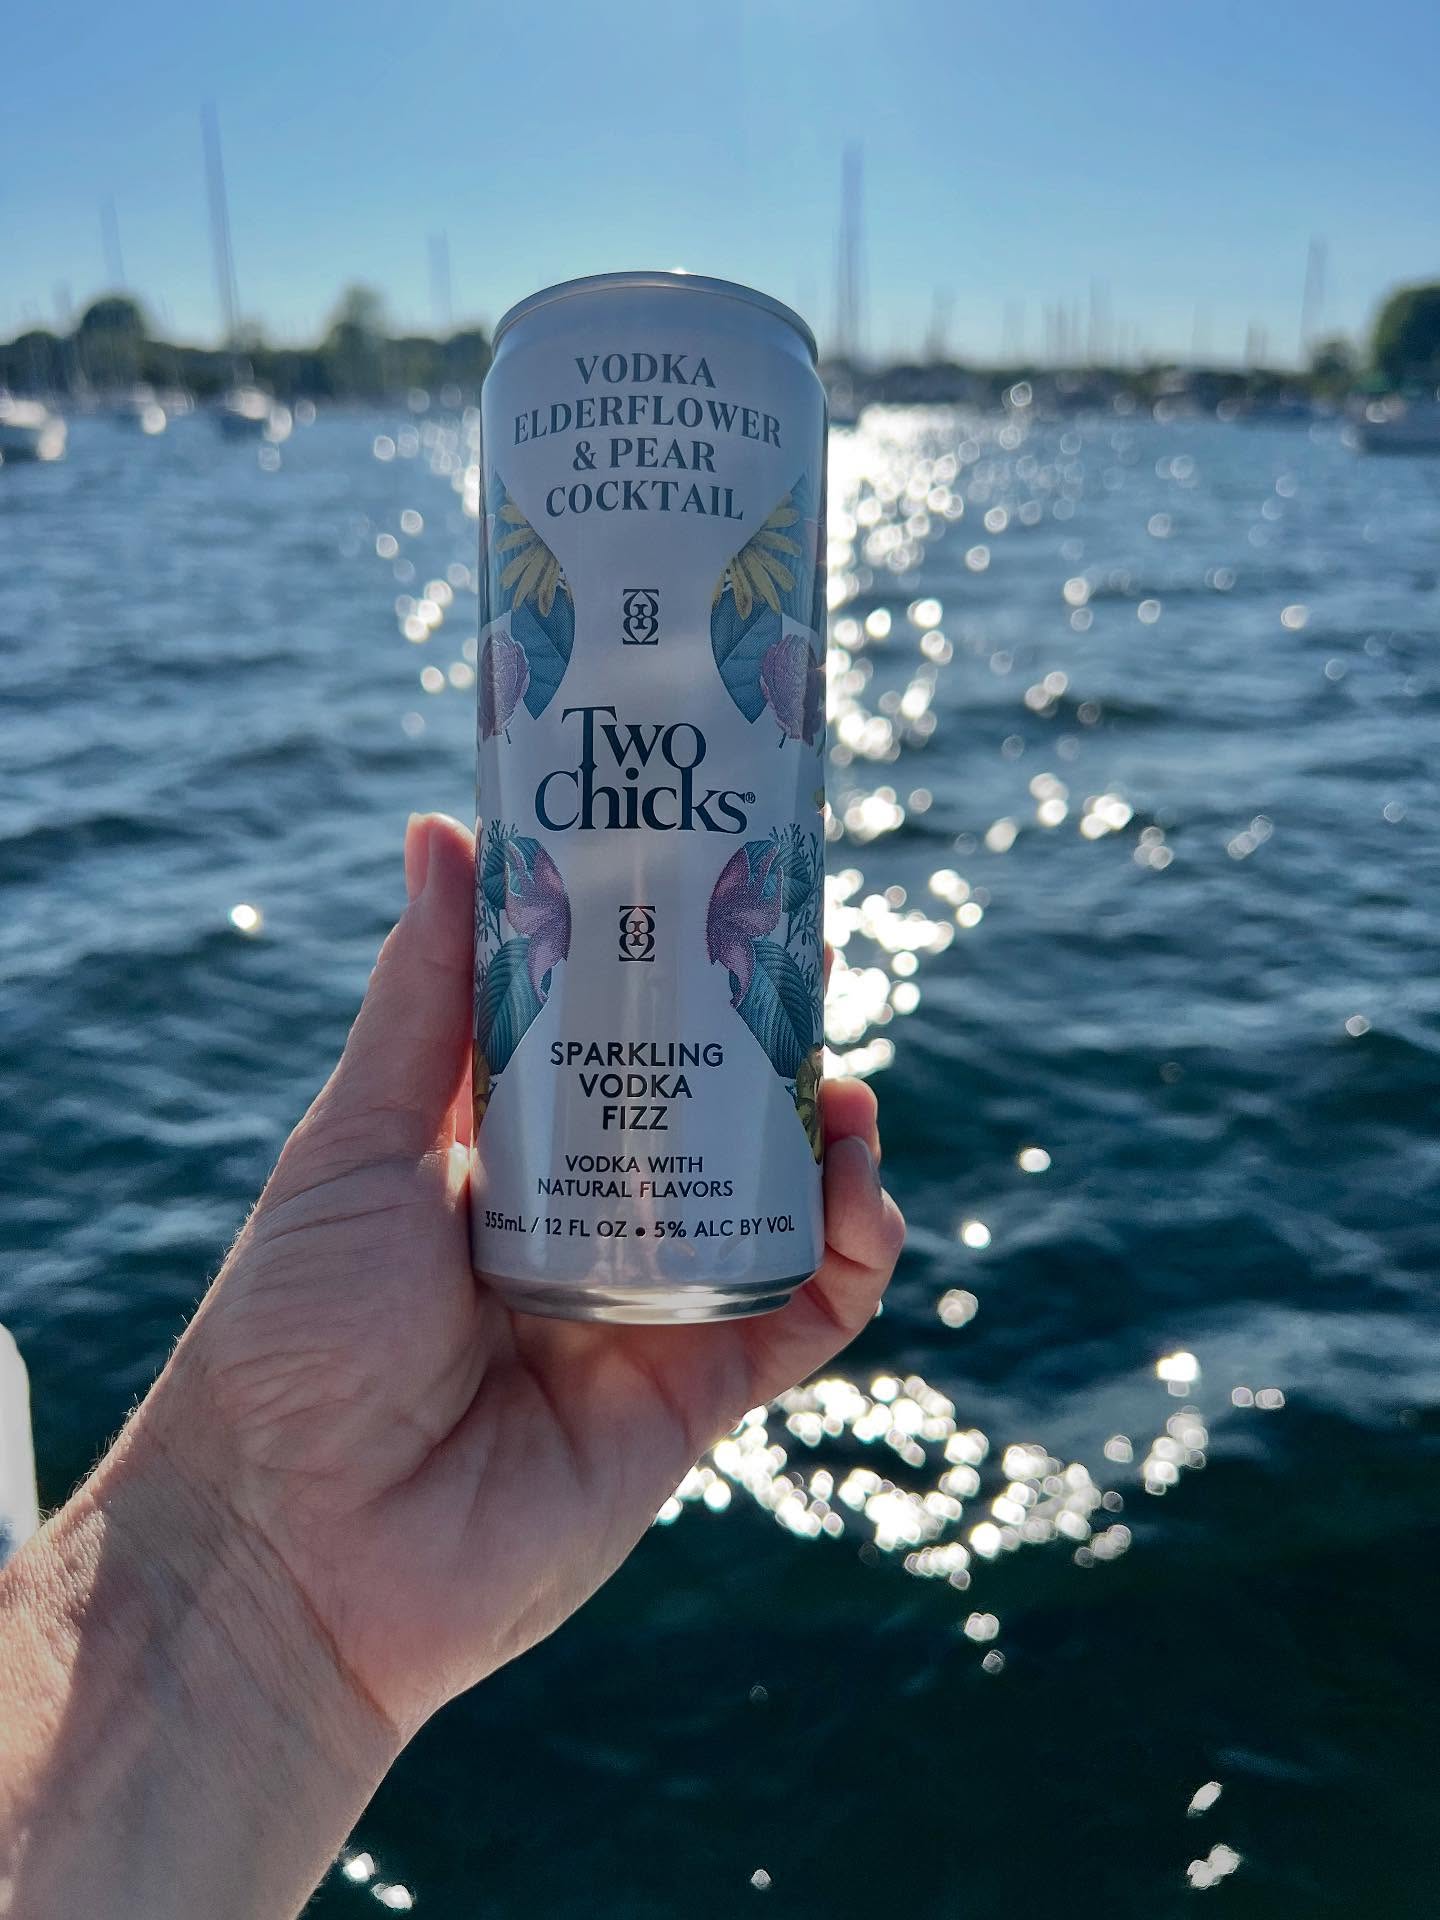 VODKA
ELDERFLOWER
& PEAR
COCKTAIL
Two
Chicks®
SPARKLING
VODKA
FIZZ
VODKA WITH
NATURAL FLAVORS
355mL / 12 FL OZ • 5% ALC BY VOL